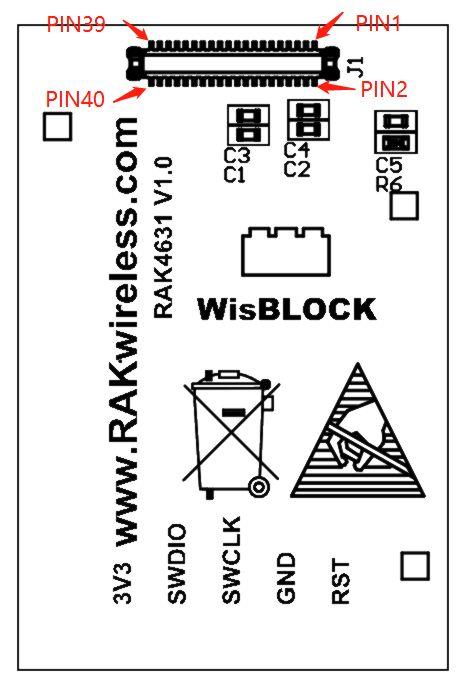 PIN39
PIN1
J1
PIN40
PIN2
C3
C1
C4
C2
C5
R6
www.RAKwireless.com
RAK4631 V1.0
WisBLOCK
3V3
SWDIO
SWCLK
GND
RST